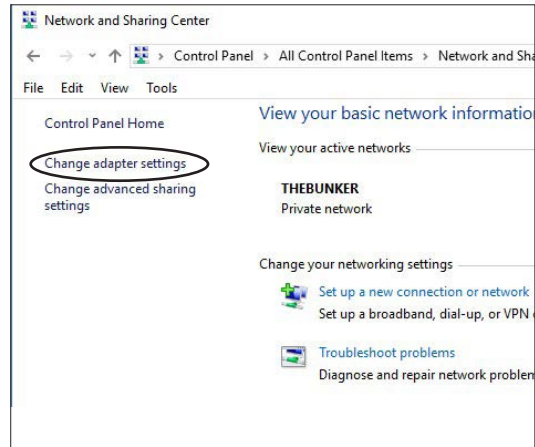 Network and Sharing Center
Control Panel > All Control Panel Items > Network and Sha
File Edit View Tools
Control Panel Home
Change adapter settings
Change advanced sharing
settings
View your basic network informatio
View your active networks
THEBUNKER
Private network
Change your networking settings
Set up a new connection or network
Set up a broadband, dial-up, or VPN
Troubleshoot problems
Diagnose and repair network problem